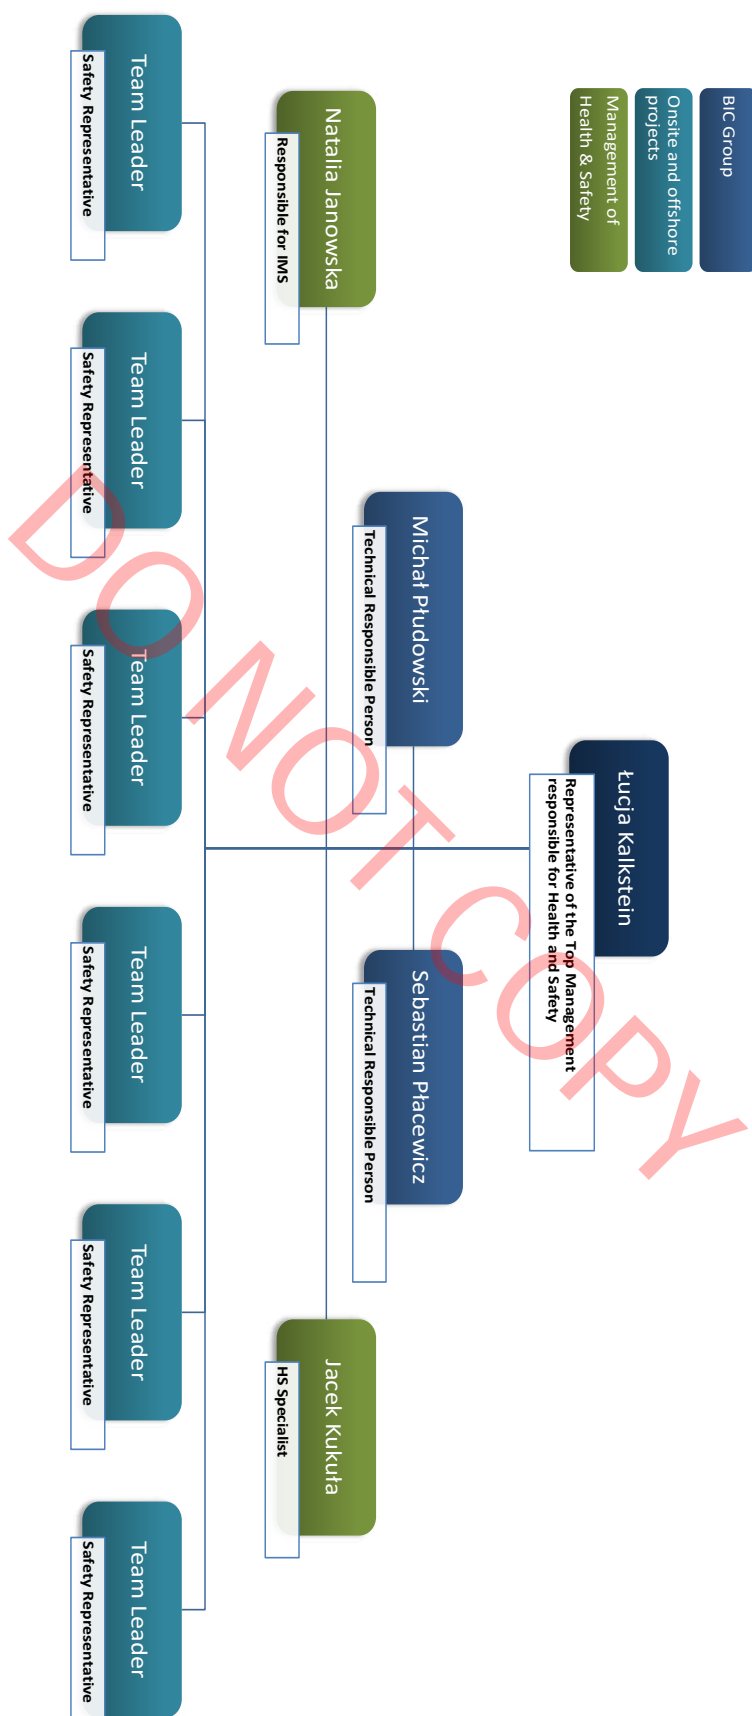 BIC Group
Onsite and offshore
projects
Management of
Health & Safety
Łucja Kalkstein
Representative of the Top Management
responsible for Health and Safety
Michał Płudowski
Technical Responsible Person
Sebastian Płacewicz
Technical Responsible Person
Natalia Janowska
Responsible for IMS
Jacek Kukuła
HS Specialist
Team Leader
Safety Representative
Team Leader
Safety Representative
Team Leader
Safety Representative
Team Leader
Safety Representative
Team Leader
Safety Representative
Team Leader
Safety Representative
DO NOT COPY